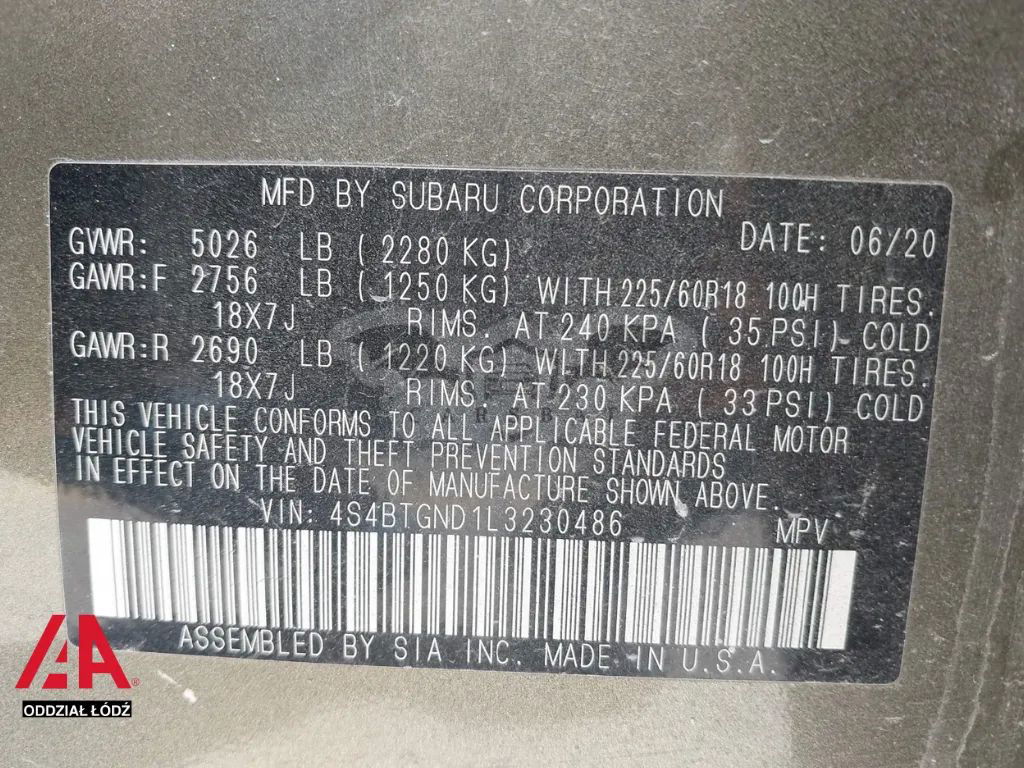 MFD BY SUBARU CORPORATION
GVWR: 5026 LB ( 2280 KG) DATE: 06/20
GAWR:F 2756 LB ( 1250 KG) WITH 225/60R18 100H TIRES.
18X7J RIMS. AT 240 KPA ( 35 PSI) COLD
GAWR:R 2690 LB ( 1220 KG) WITH 225/60R18 100H TIRES.
18X7J RIMS. AT 230 KPA ( 33 PSI) COLD
THIS VEHICLE CONFORMS TO ALL APPLICABLE FEDERAL MOTOR
VEHICLE SAFETY AND THEFT PREVENTION STANDARDS
IN EFFECT ON THE DATE OF MANUFACTURE SHOWN ABOVE.
VIN: 4S4BTGND1L3230486 MPV
ASSEMBLED BY SIA INC. MADE IN U.S.A.
ODDZIAŁ ŁÓDŹ